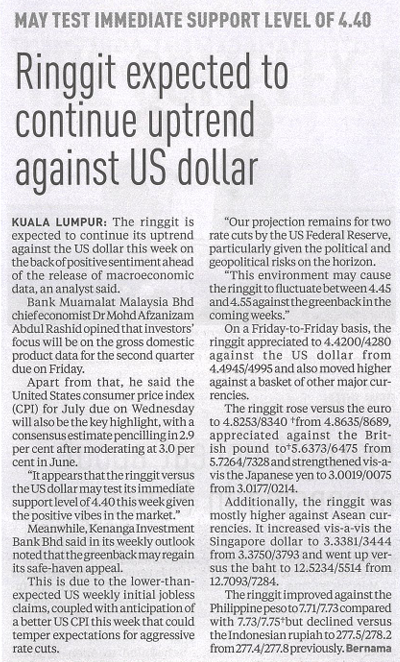 MAY TEST IMMEDIATE SUPPORT LEVEL OF 4.40
Ringgit expected to
continue uptrend
against US dollar
KUALA LUMPUR: The ringgit is
expected to continue its uptrend
against the US dollar this week on
the back of positive sentiment ahead
of the release of macroeconomic
data, an analyst said.
Bank Muamalat Malaysia Bhd
chief economist Dr Mohd Afzanizam
Abdul Rashid opined that investors'
focus will be on the gross domestic
product data for the second quarter
due on Friday.
Apart from that, he said the
United States consumer price index
(CPI) for July due on Wednesday
will also be the key highlight, with a
consensus estimate pencilling in 2.9
per cent after moderating at 3.0 per
cent in June.
"It appears that the ringgit versus
the US dollar may test its immediate
support level of 4.40 this week given
the positive vibes in the market."
Meanwhile, Kenanga Investment
Bank Bhd said in its weekly outlook
noted that the greenback may regain
its safe-haven appeal.
This is due to the lower-than-
expected US weekly initial jobless
claims, coupled with anticipation of
a better US CPI this week that could
temper expectations for aggressive
rate cuts.
"Our projection remains for two
rate cuts by the US Federal Reserve,
particularly given the political and
geopolitical risks on the horizon.
"This environment may cause
the ringgit to fluctuate between 4.45
and 4.55 against the greenback in the
coming weeks."
On a Friday-to-Friday basis, the
ringgit appreciated to 4.4200/4280
against the US dollar from
4.4945/4995 and also moved higher
against a basket of other major cur-
rencies.
The ringgit rose versus the euro
to 4.8253/8340 †from 4.8635/8689,
appreciated against the Brit-
ish pound to†5.6373/6475 from
5.7264/7328 and strengthened vis-a-
vis the Japanese yen to 3.0019/0075
from 3.0177/0214.
Additionally, the ringgit was
mostly higher against Asean cur-
rencies. It increased vis-a-vis the
Singapore dollar to 3.3381/3444
from 3.3750/3793 and went up ver-
sus the baht to 12.5234/5514 from
12.7093/7284.
The ringgit improved against the
Philippine peso to 7.71/7.73 compared
with 7.73/7.75†but declined versus
the Indonesian rupiah to 277.5/278.2
from 277.4/277.8 previously. Bernama